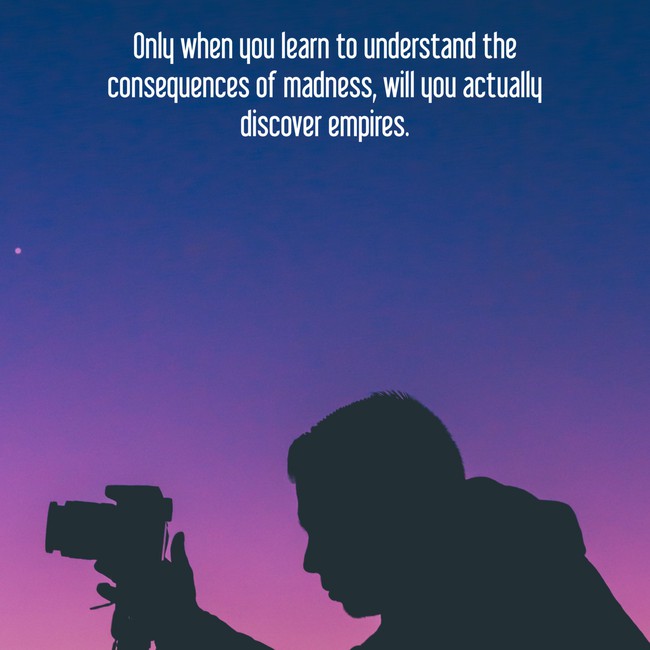 Only when you learn to understand the
consequences of madness, will you actually
discover empires.